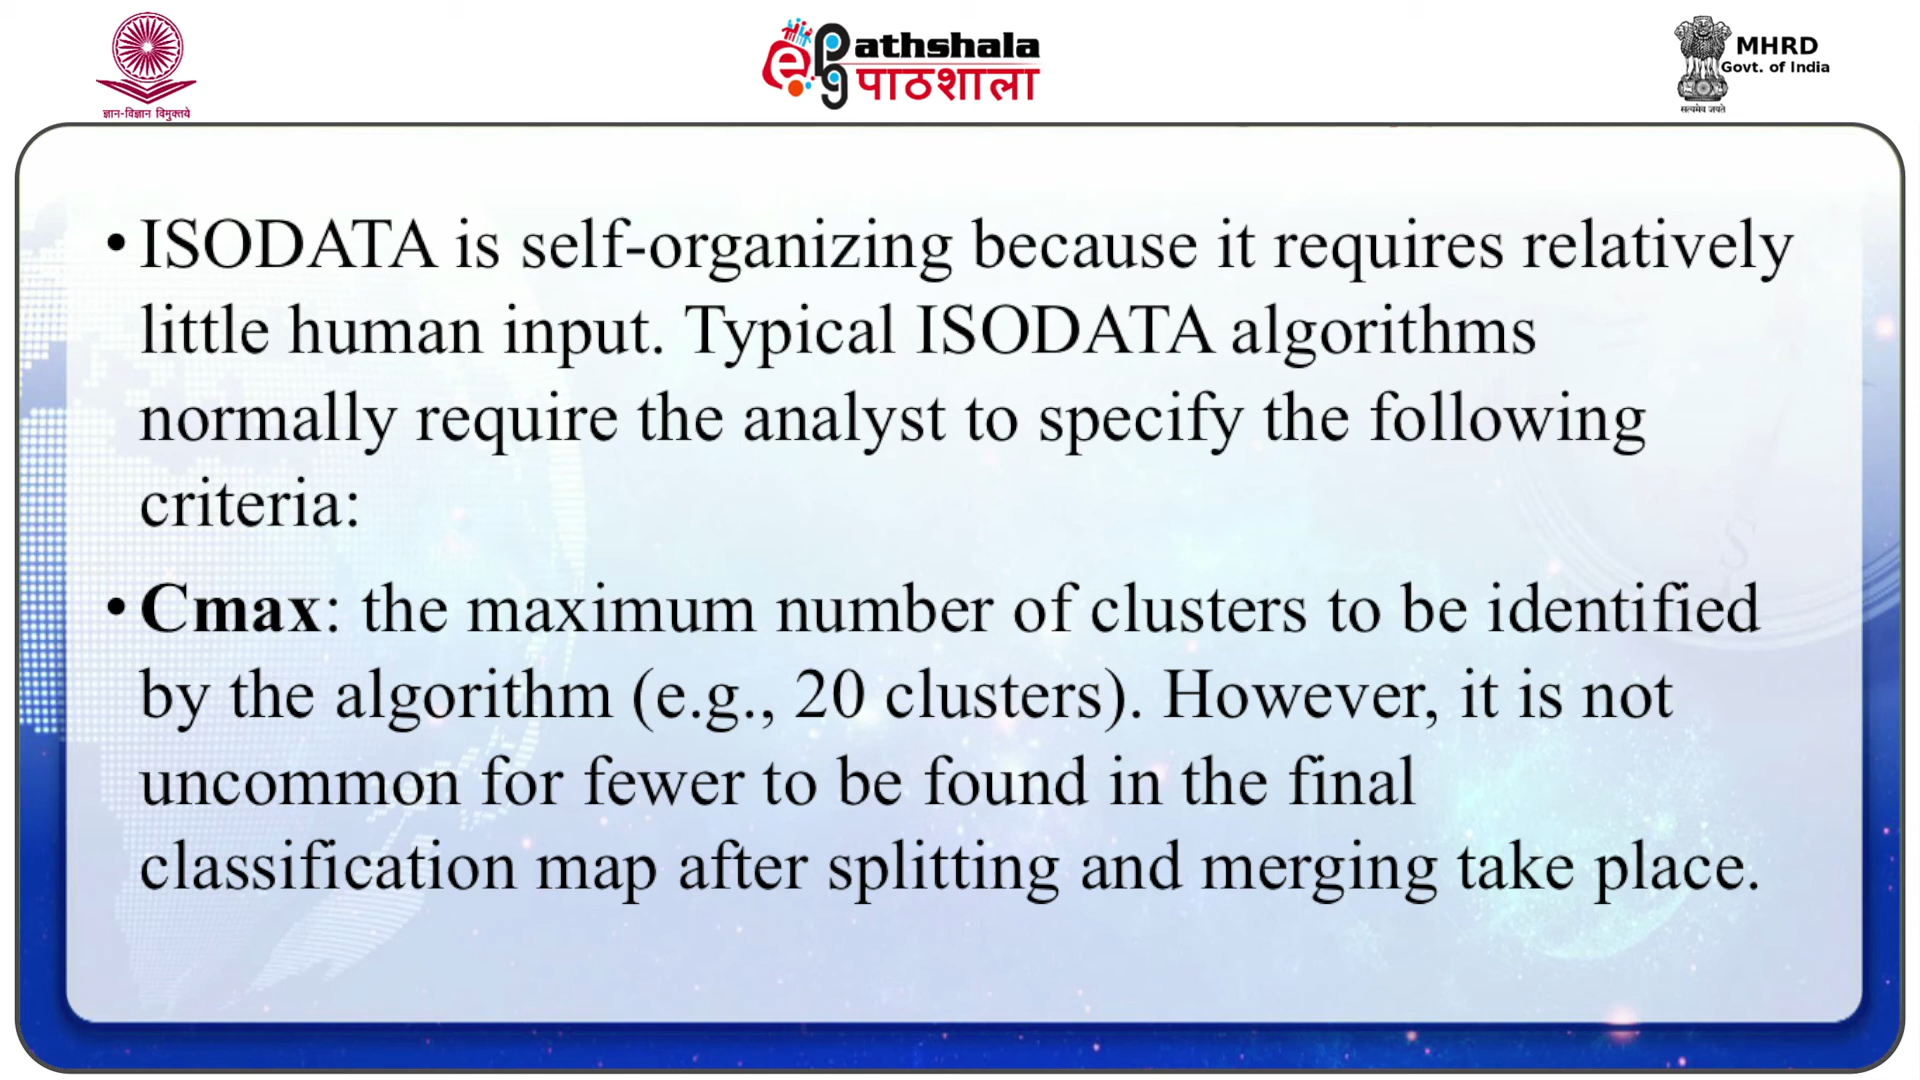 ज्ञान-विज्ञान विमुक्तये
e pg Pathshala
पाठशाला
MHRD
Govt. of India
सत्यमेव जयते
• ISODATA is self-organizing because it requires relatively
little human input. Typical ISODATA algorithms
normally require the analyst to specify the following
criteria:
• Cmax: the maximum number of clusters to be identified
by the algorithm (e.g., 20 clusters). However, it is not
uncommon for fewer to be found in the final
classification map after splitting and merging take place.